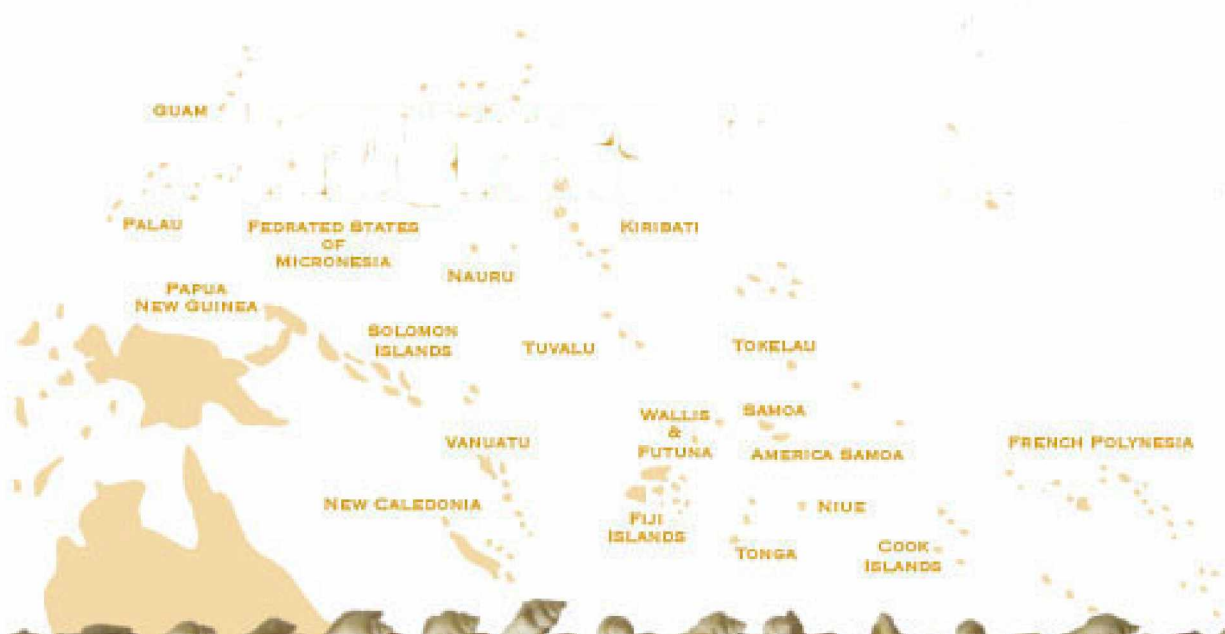 GUAM
PALAU
FEDRATED STATES
OF
MICRONESIA
KIRIBATI
NAURU
PAPUA
NEW GUINEA
SOLOMON
ISLANDS
TUVALU
TOKELAU
WALLIS
&
FUTUNA
SAMOA
AMERICA SAMOA
VANUATU
FRENCH POLYNESIA
NEW CALEDONIA
FIJI
ISLANDS
NIUE
TONGA
COOK
ISLANDS